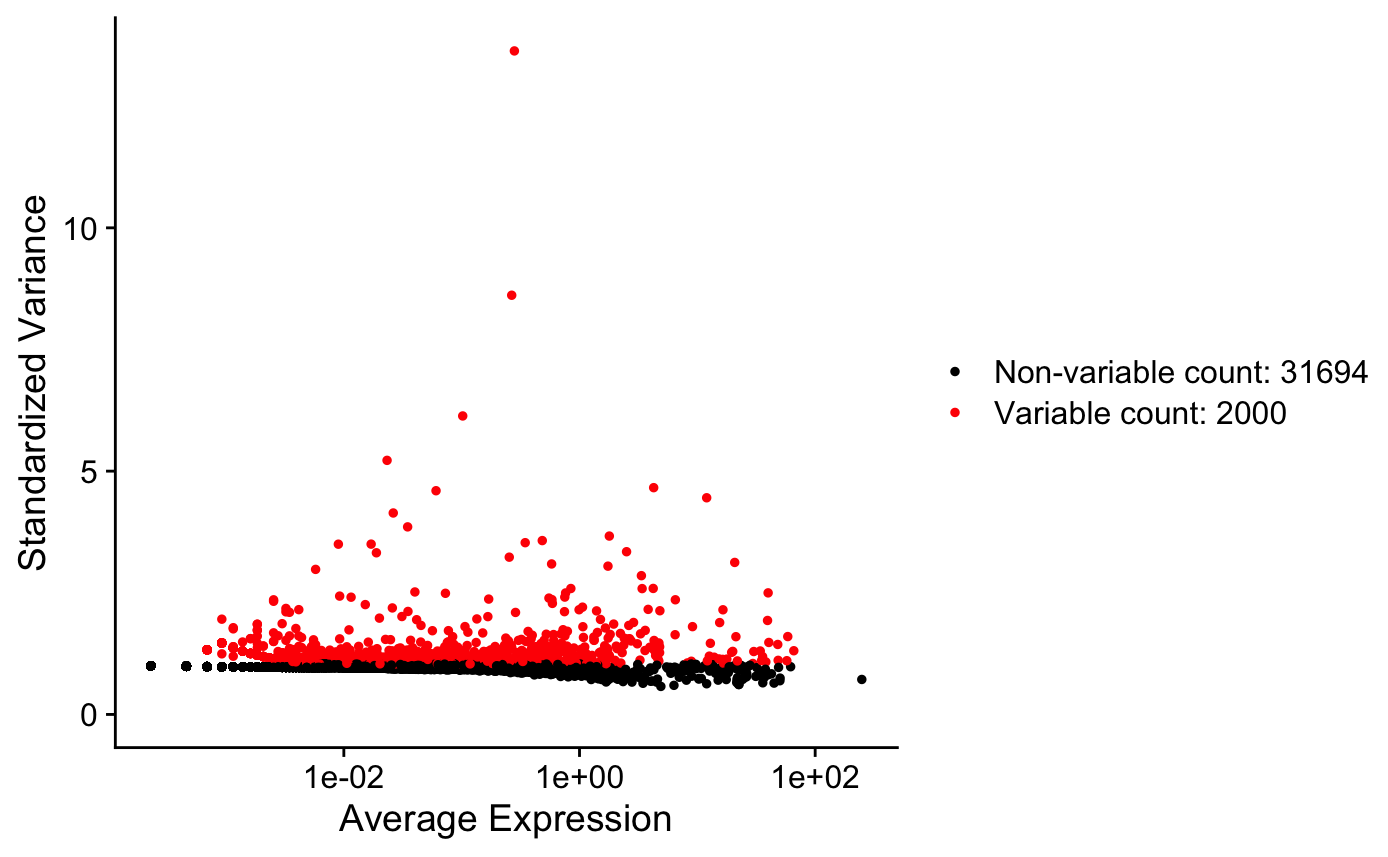 Standardized Variance
10
5
0
1e-02
1e+00
1e+02
Average Expression
Non-variable count: 31694
Variable count: 2000